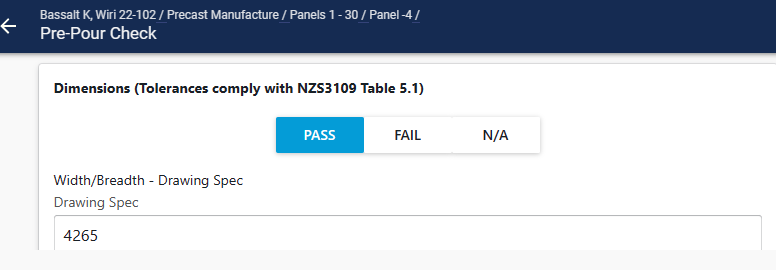 Bassalt K, Wiri 22-102 / Precast Manufacture / Panels 1 - 30 / Panel -4 /
Pre-Pour Check
Dimensions (Tolerances comply with NZS3109 Table 5.1)
PASS FAIL N/A
Width/Breadth - Drawing Spec
Drawing Spec
4265